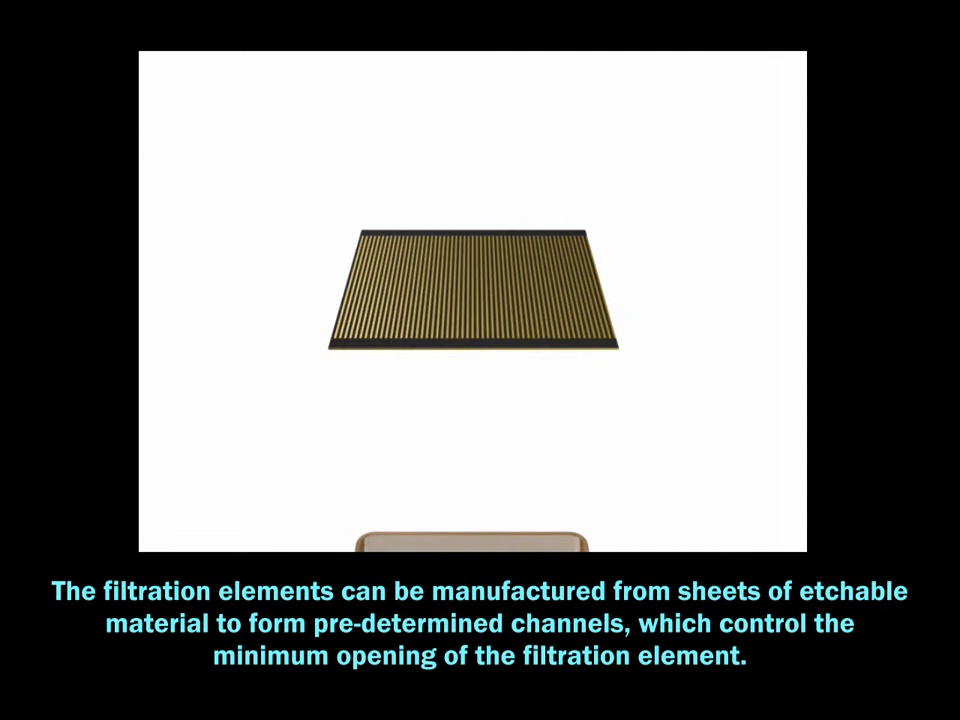 The filtration elements can be manufactured from sheets of etchable
material to form pre-determined channels, which control the
minimum opening of the filtration element.